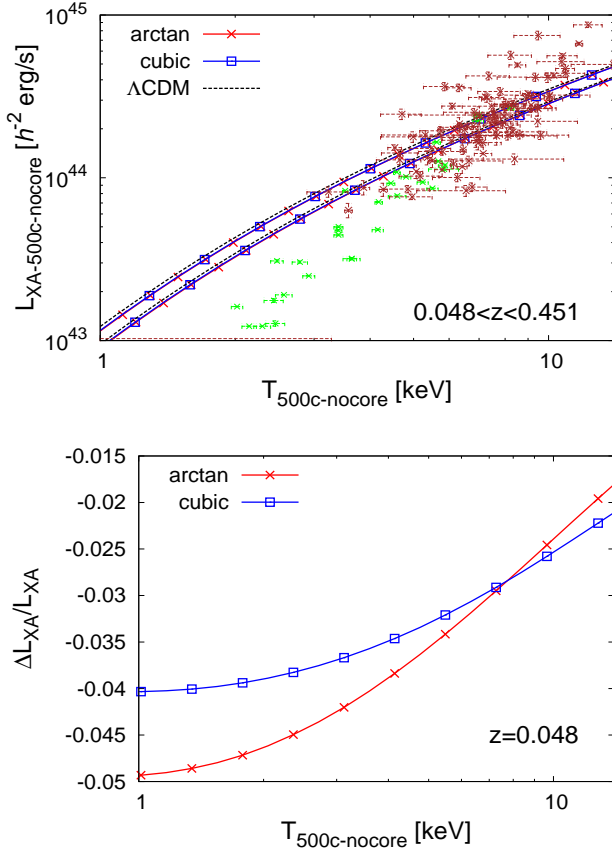 10^45
arctan
cubic
ΛCDM
10^44
L_XA-500c-nocore [h^-2 erg/s]
0.048<z<0.451
10^43
1 10
T_500c-nocore [keV]
-0.015
arctan
cubic
-0.02
-0.025
-0.03
ΔL_XA/L_XA
-0.035
-0.04
-0.045
z=0.048
-0.05
1 10
T_500c-nocore [keV]